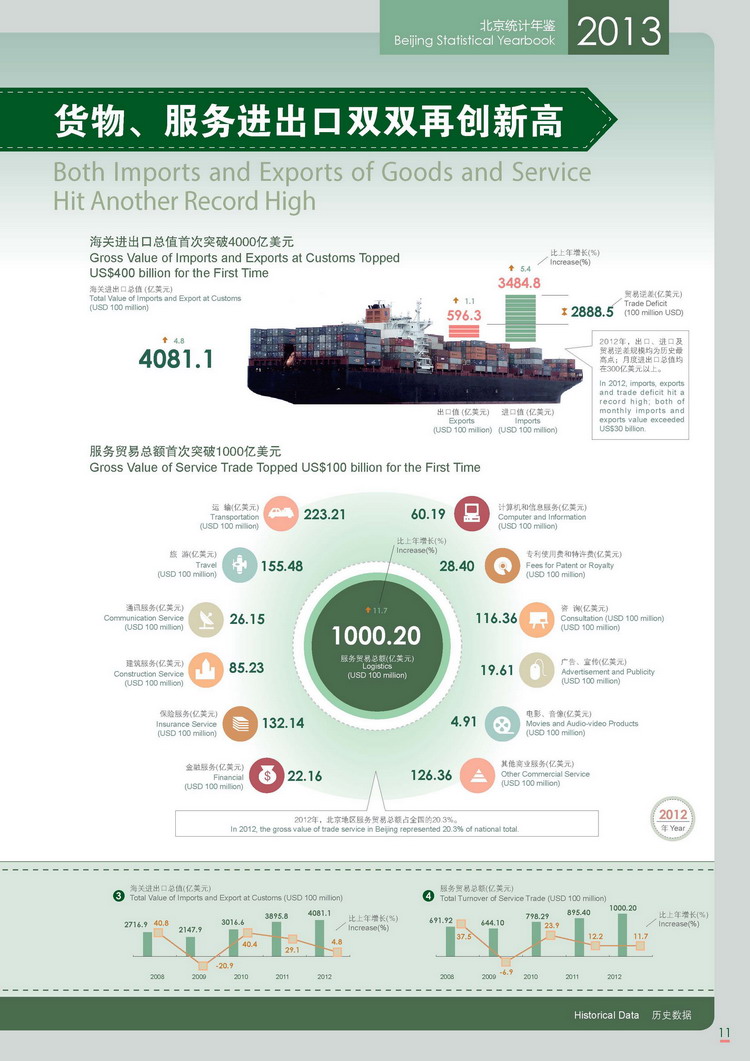 北京统计年鉴
Beijing Statistical Yearbook
2013
货物、服务进出口双双再创新高
Both Imports and Exports of Goods and Service
Hit Another Record High
海关进出口总值首次突破4000亿美元
Gross Value of Imports and Exports at Customs Topped
US$400 billion for the First Time
海关进出口总值 (亿美元)
Total Value of Imports and Export at Customs
(USD 100 million)
4.8
4081.1
比上年增长(%)
Increase(%)
5.4
3484.8
1.1
596.3
贸易逆差(亿美元)
Trade Deficit
(100 million USD)
2888.5
2012年，出口、进口及
贸易逆差规模均为历史最
高点；月度进出口总值均
在300亿美元以上。
In 2012, imports, exports
and trade deficit hit a
record high; both of
monthly imports and
exports value exceeded
US$30 billion.
出口值 (亿美元)
Exports
(USD 100 million)
进口值 (亿美元)
Imports
(USD 100 million)
服务贸易总额首次突破1000亿美元
Gross Value of Service Trade Topped US$100 billion for the First Time
运 输(亿美元)
Transportation
(USD 100 million)
223.21
旅 游(亿美元)
Travel
(USD 100 million)
155.48
通讯服务(亿美元)
Communication Service
(USD 100 million)
26.15
建筑服务(亿美元)
Construction Service
(USD 100 million)
85.23
保险服务(亿美元)
Insurance Service
(USD 100 million)
132.14
金融服务(亿美元)
Financial
(USD 100 million)
$
22.16
比上年增长(%)
Increase(%)
11.7
1000.20
服务贸易总额(亿美元)
Logistics
(USD 100 million)
60.19
计算机和信息服务(亿美元)
Computer and Information
(USD 100 million)
28.40
专利使用费和特许费(亿美元)
Fees for Patent or Royalty
(USD 100 million)
116.36
咨 询(亿美元)
Consultation (USD 100 million)
(USD 100 million)
19.61
广告、宣传(亿美元)
Advertisement and Publicity
(USD 100 million)
4.91
电影、音像(亿美元)
Movies and Audio-video Products
(USD 100 million)
126.36
其他商业服务(亿美元)
Other Commercial Service
(USD 100 million)
2012年，北京地区服务贸易总额占全国的20.3%。
In 2012, the gross value of trade service in Beijing represented 20.3% of national total.
2012
年 Year
3
海关进出口总值(亿美元)
Total Value of Imports and Export at Customs (USD 100 million)
2716.9 40.8 2147.9 3016.6 3895.8 4081.1
比上年增长(%)
Increase(%)
-20.9 40.4 29.1 4.8
2008 2009 2010 2011 2012
4
服务贸易总额(亿美元)
Total Turnover of Service Trade (USD 100 million)
691.92 644.10 798.29 895.40 1000.20
比上年增长(%)
Increase(%)
37.5 -6.9 23.9 12.2 11.7
2008 2009 2010 2011 2012
Historical Data 历史数据
11